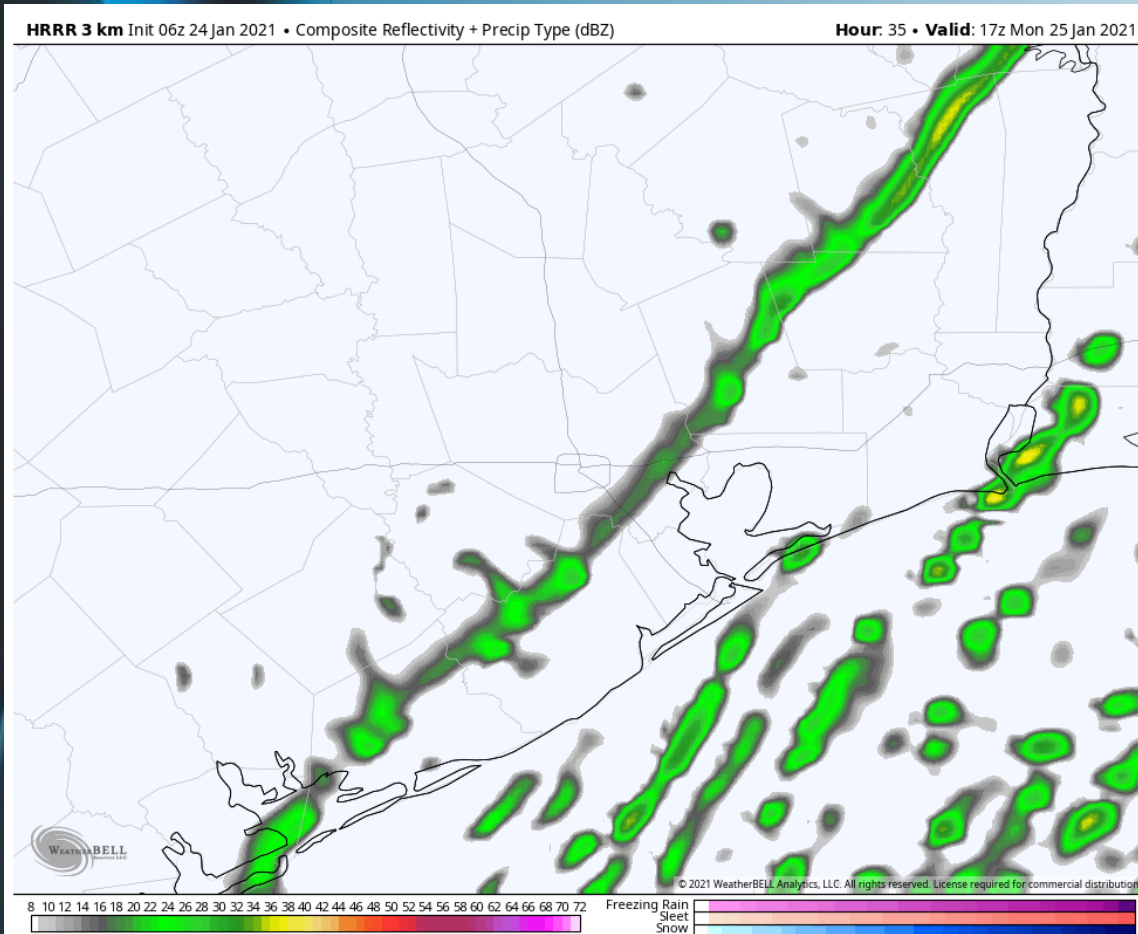 HRRR 3 km Init 06z 24 Jan 2021 • Composite Reflectivity + Precip Type (dBZ)
Hour: 35 • Valid: 17z Mon 25 Jan 2021
WEATHERBELL
ANALYTICS LLC
© 2021 WeatherBELL Analytics, LLC. All rights reserved. License required for commercial distribution
8 10 12 14 16 18 20 22 24 26 28 30 32 34 36 38 40 42 44 46 48 50 52 54 56 58 60 62 64 66 68 70 72
Freezing Rain
Sleet
Snow